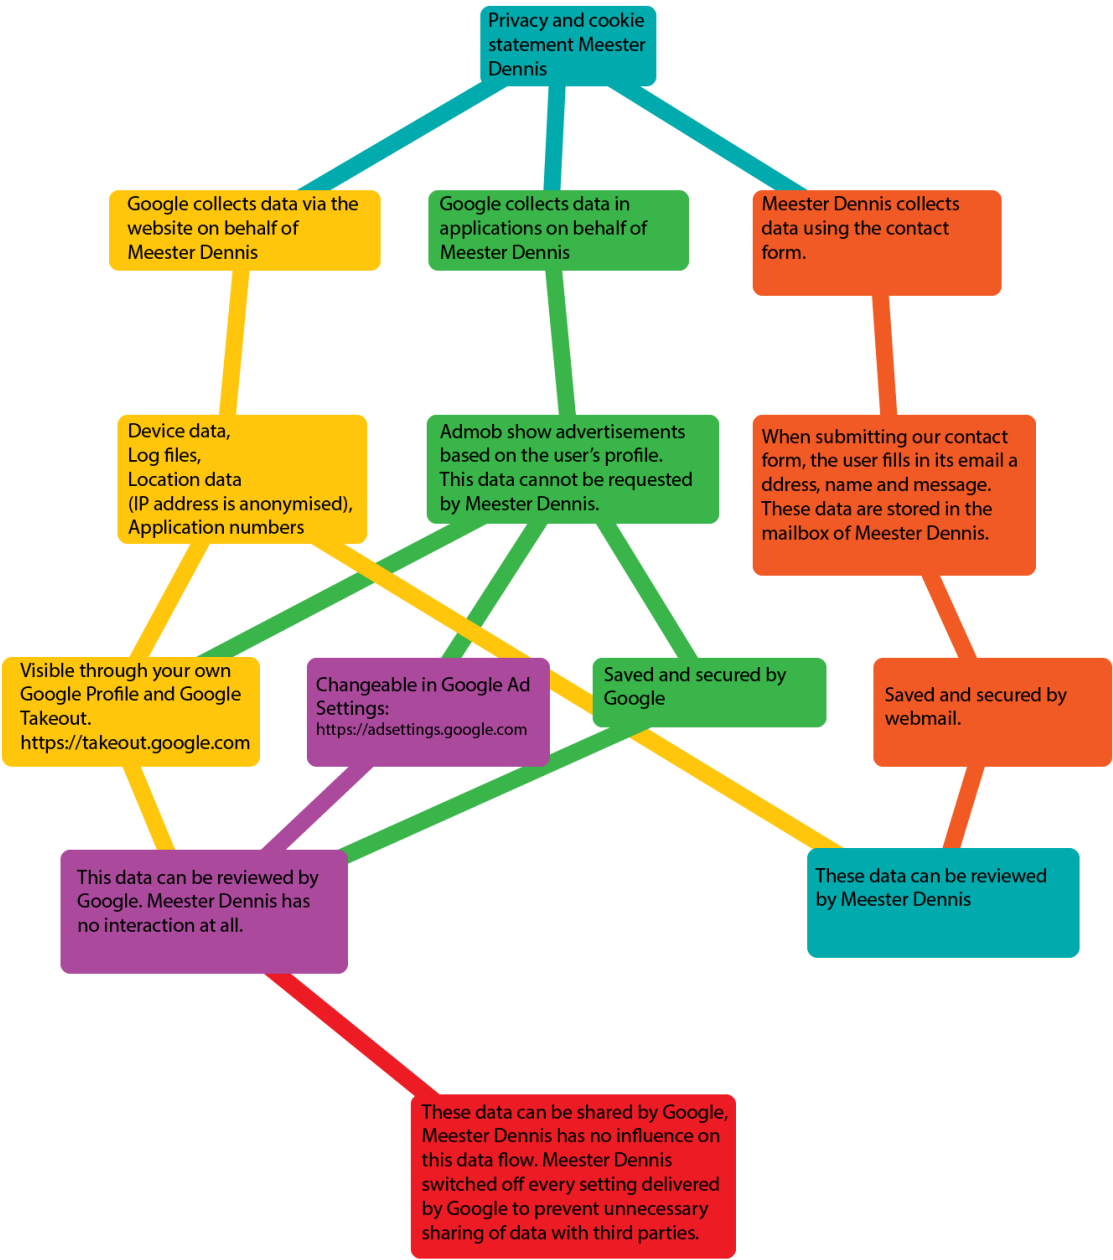 Privacy and cookie
statement Meester
Dennis
Google collects data via the
website on behalf of
Meester Dennis
Google collects data in
applications on behalf of
Meester Dennis
Meester Dennis collects
data using the contact
form.
Device data,
Log files,
Location data
(IP address is anonymised),
Application numbers
Admob show advertisements
based on the user’s profile.
This data cannot be requested
by Meester Dennis.
When submitting our contact
form, the user fills in its email a
ddress, name and message.
These data are stored in the
mailbox of Meester Dennis.
Visible through your own
Google Profile and Google
Takeout.
https://takeout.google.com
Changeable in Google Ad
Settings:
https://adsettings.google.com
Saved and secured by
Google
Saved and secured by
webmail.
This data can be reviewed by
Google. Meester Dennis has
no interaction at all.
These data can be reviewed
by Meester Dennis
These data can be shared by Google,
Meester Dennis has no influence on
this data flow. Meester Dennis
switched off every setting delivered
by Google to prevent unnecessary
sharing of data with third parties.